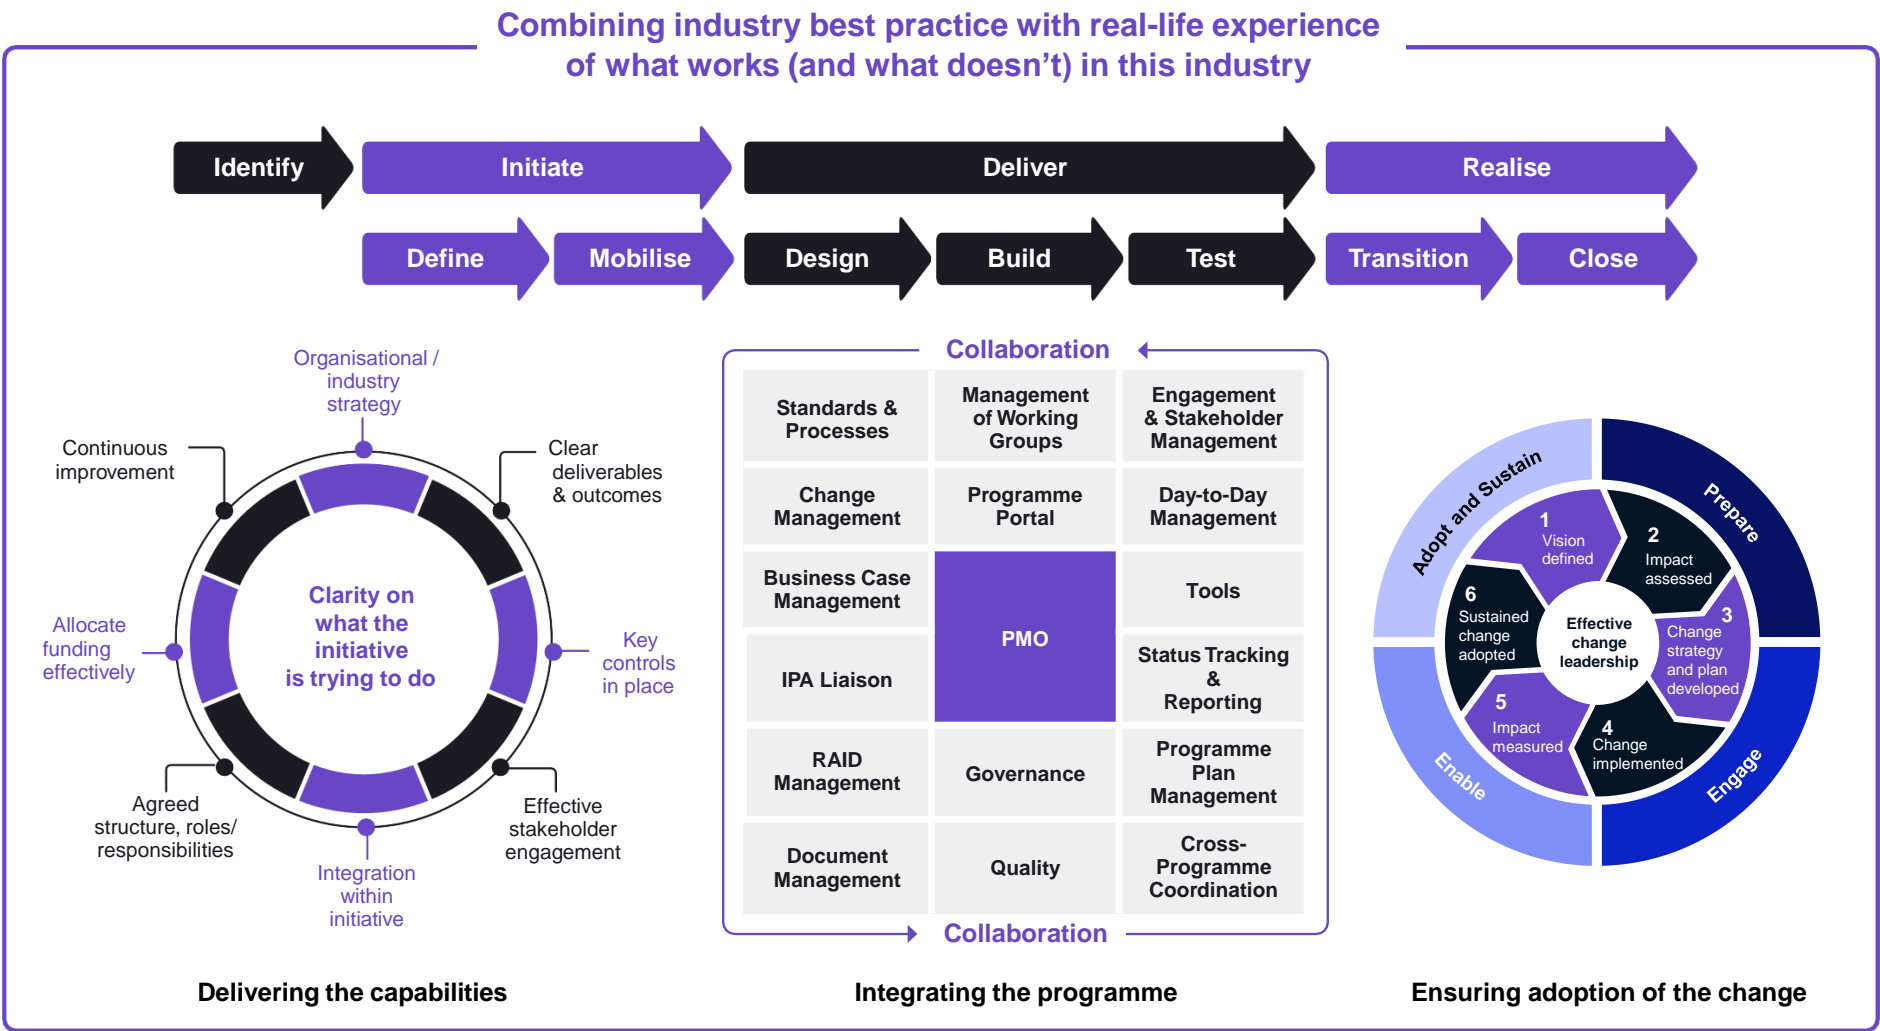 Combining industry best practice with real-life experience
of what works (and what doesn’t) in this industry
Identify
Initiate
Deliver
Realise
Define
Mobilise
Design
Build
Test
Transition
Close
Organisational /
industry
strategy
Continuous
improvement
Clear
deliverables
& outcomes
Allocate
funding
effectively
Clarity on
what the
initiative
is trying to do
Key
controls
in place
Agreed
structure, roles/
responsibilities
Effective
stakeholder
engagement
Integration
within
initiative
Delivering the capabilities
Collaboration
Standards &
Processes
Management
of Working
Groups
Engagement
& Stakeholder
Management
Change
Management
Programme
Portal
Day-to-Day
Management
Business Case
Management
PMO
Tools
IPA Liaison
Status Tracking
&
Reporting
RAID
Management
Governance
Programme
Plan
Management
Document
Management
Quality
Cross-
Programme
Coordination
Collaboration
Integrating the programme
Adopt and Sustain
Prepare
Engage
Enable
1
Vision
defined
2
Impact
assessed
3
Change
strategy
and plan
developed
4
Change
implemented
5
Impact
measured
6
Sustained
change
adopted
Effective
change
leadership
Ensuring adoption of the change